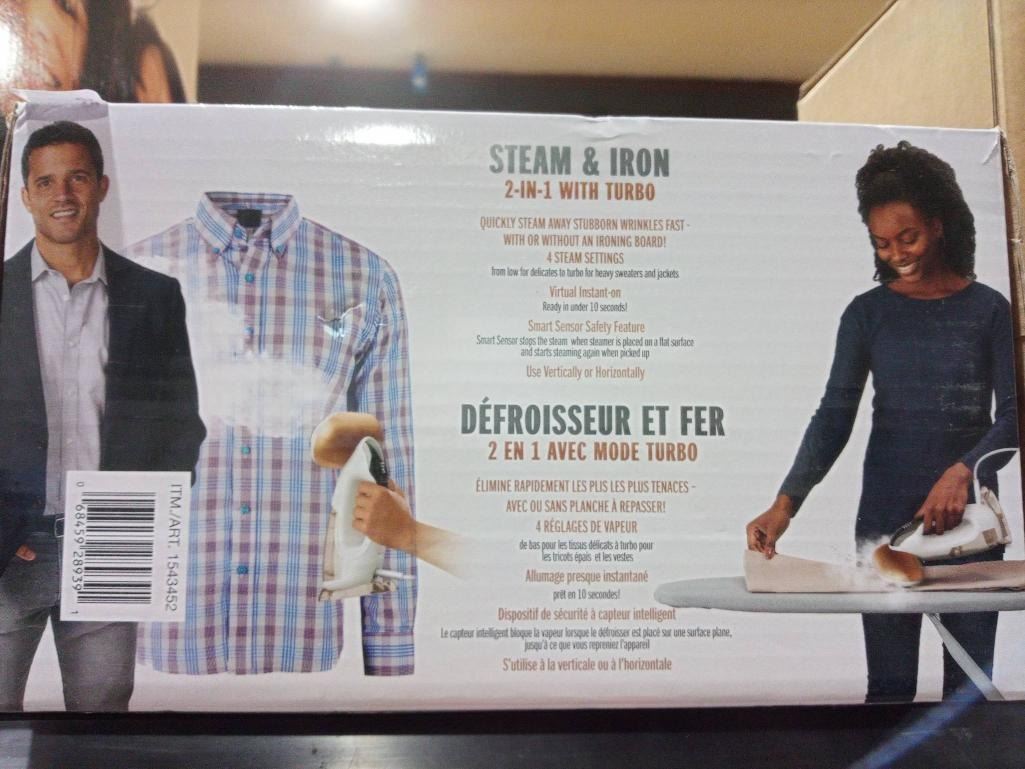 STEAM & IRON
2-IN-1 WITH TURBO
QUICKLY STEAM AWAY STUBBORN WRINKLES FAST -
WITH OR WITHOUT AN IRONING BOARD!
4 STEAM SETTINGS
from low for delicates to turbo for heavy sweaters and jackets
Virtual Instant-on
Ready in under 10 seconds!
Smart Sensor Safety Feature
Smart Sensor stops the steam when steamer is placed on a flat surface
and starts steaming again when picked up
Use Vertically or Horizontally
DÉFROISSEUR ET FER
2 EN 1 AVEC MODE TURBO
ÉLIMINE RAPIDEMENT LES PLIS LES PLUS TENACES -
AVEC OU SANS PLANCHE À REPASSER!
4 RÉGLAGES DE VAPEUR
de bas pour les tissus délicats à turbo pour
les tricots épais et les vestes
Allumage presque instantané
prêt en 10 secondes!
Dispositif de sécurité à capteur intelligent
Le capteur intelligent bloque la vapeur lorsque le défroisser est placé sur une surface plane,
jusqu'à ce que vous repreniez l'appareil
S'utilise à la verticale ou à l'horizontale
ITM./ART. 1543452
0 68459 28939 1